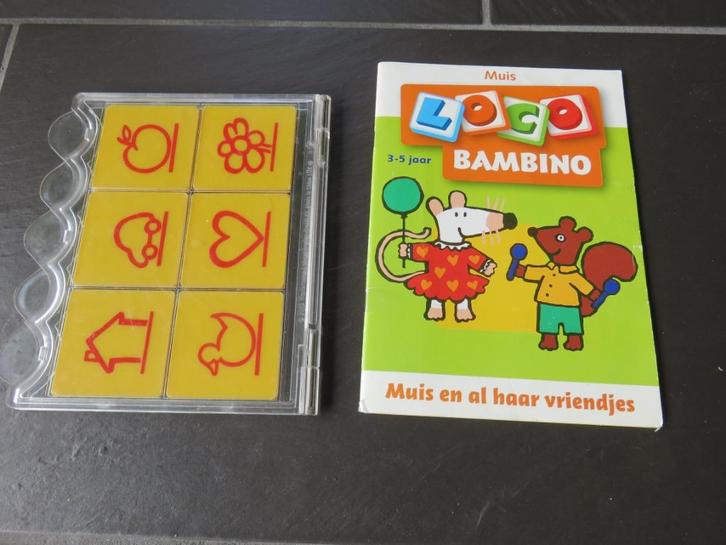 Muis
LOCO
3-5 jaar
BAMBINO
Muis en al haar vriendjes